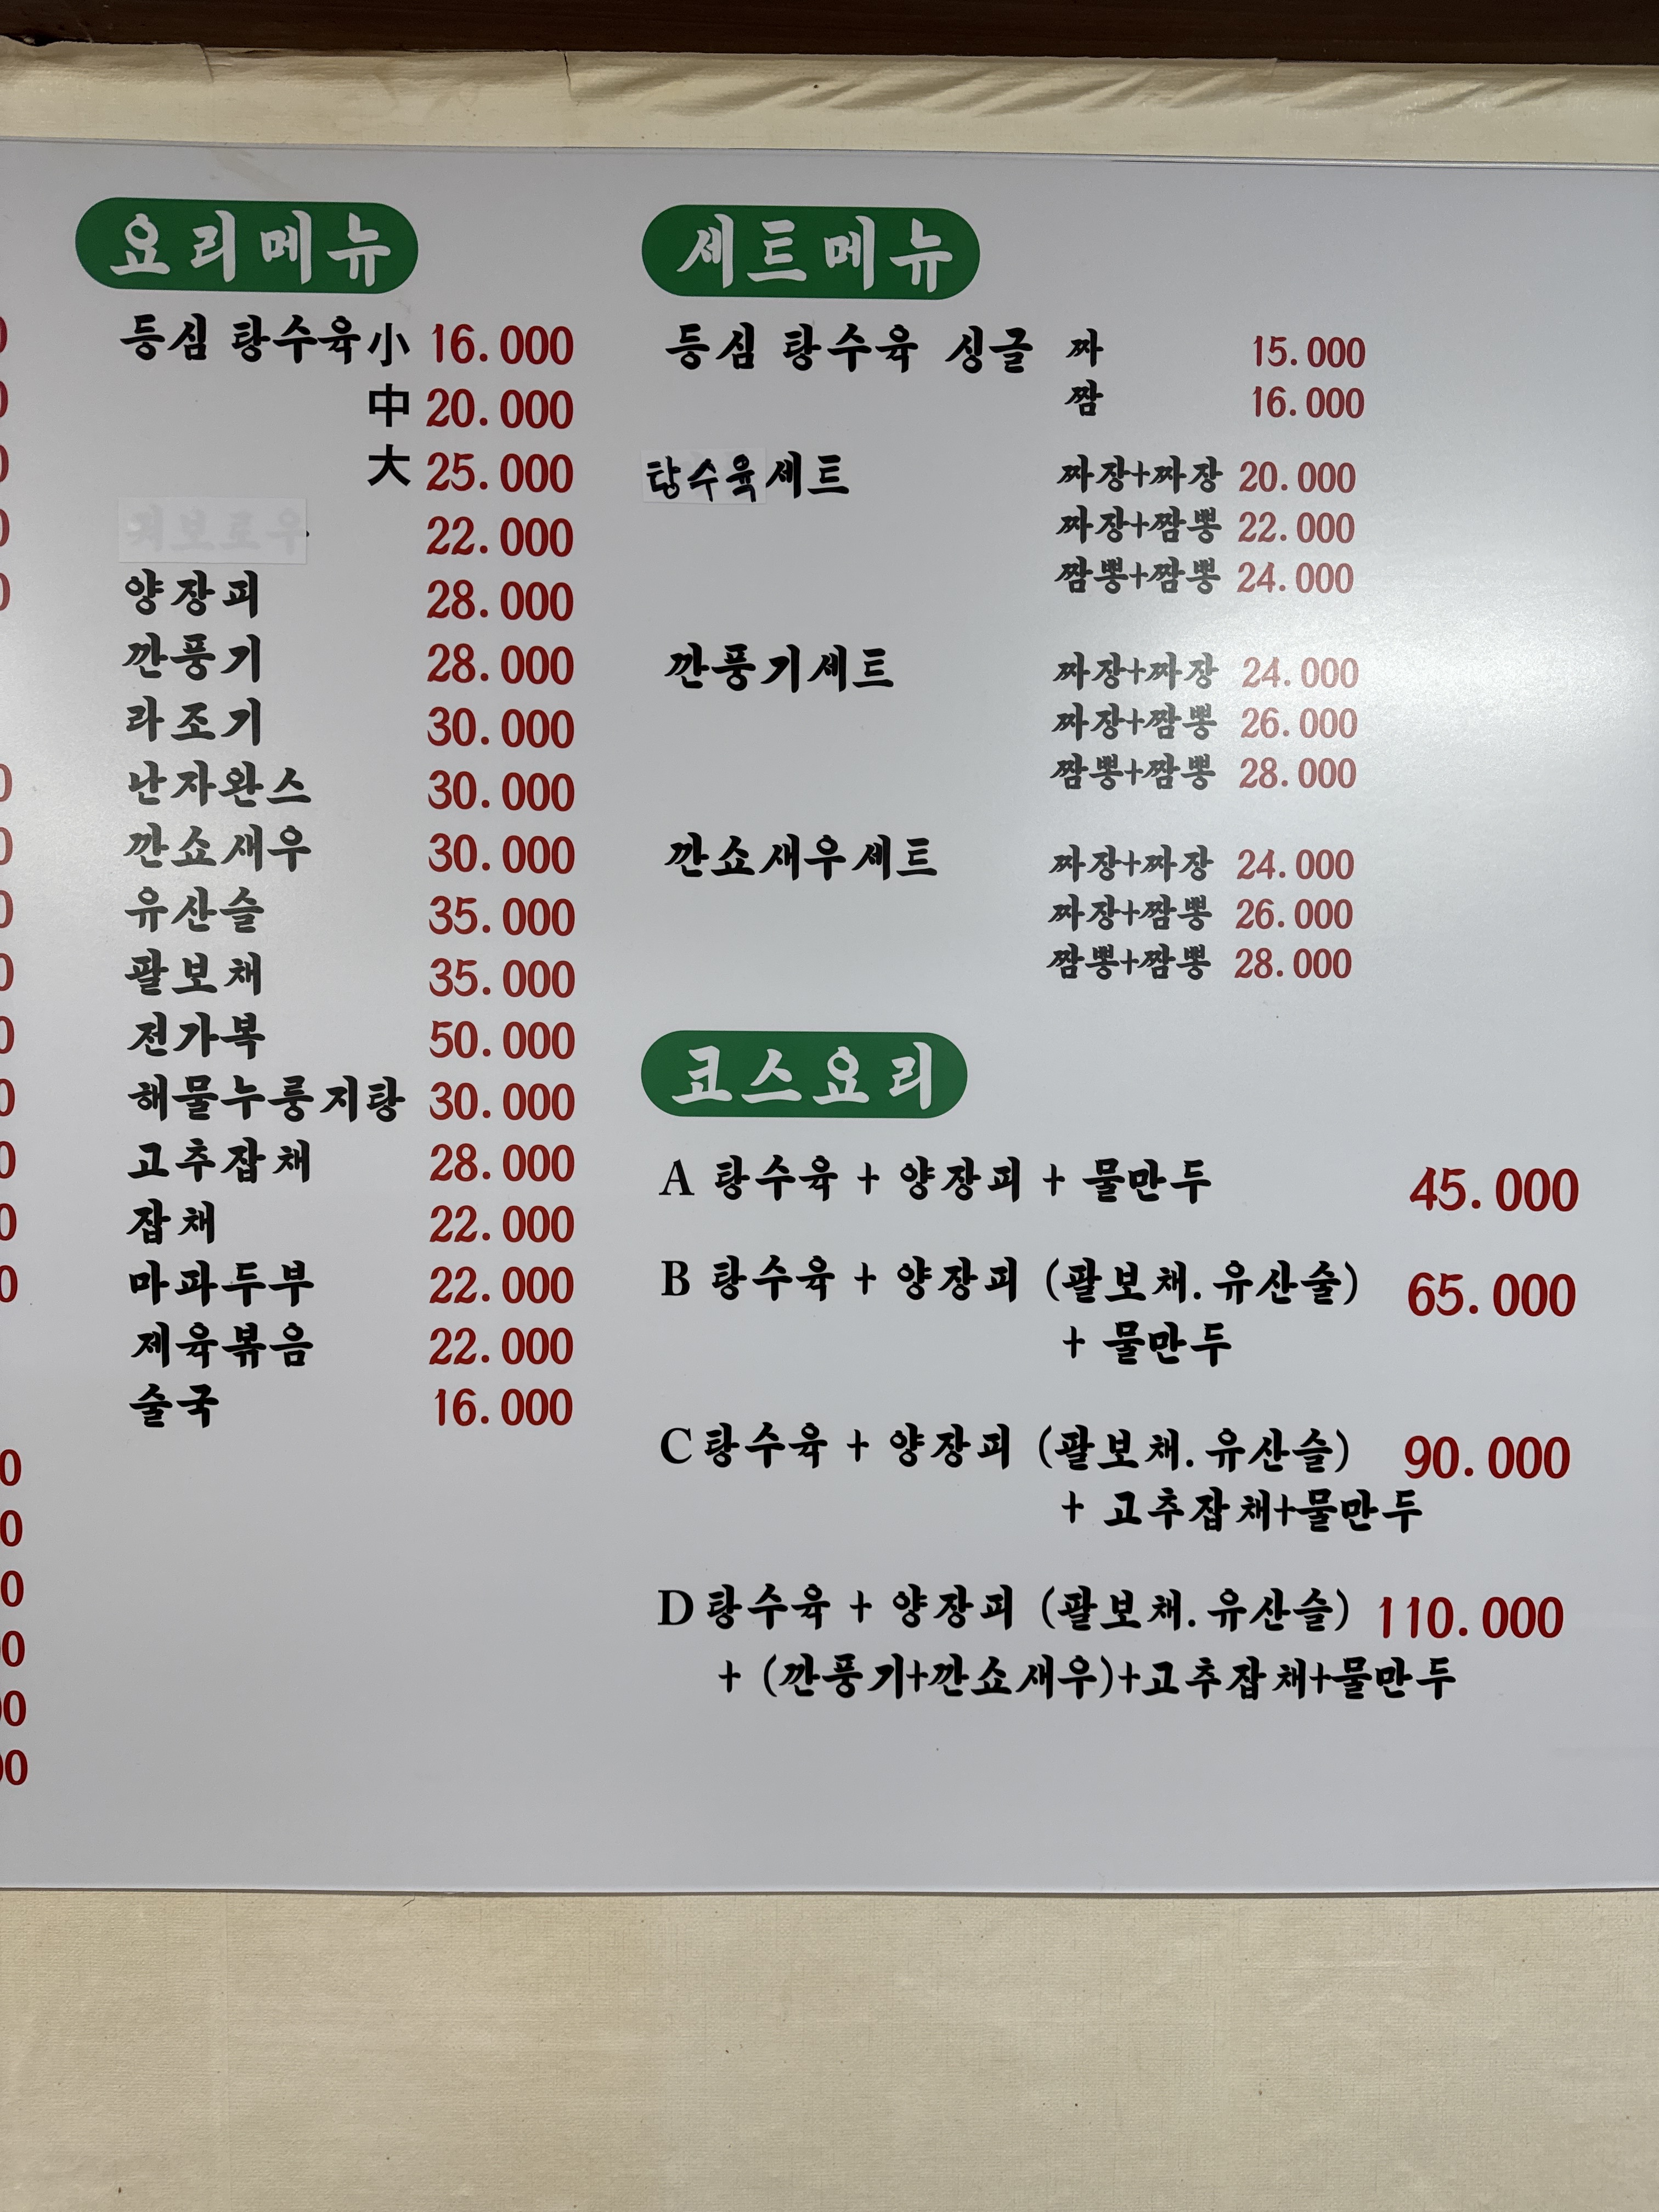 요리메뉴
등심 탕수육 小 16.000
中 20.000
大 25.000
22.000
양장피 28.000
깐풍기 28.000
라조기 30.000
난자완스 30.000
깐쇼새우 30.000
유산슬 35.000
팔보채 35.000
전가복 50.000
해물누룽지탕 30.000
고추잡채 28.000
잡채 22.000
마파두부 22.000
제육볶음 22.000
술국 16.000
세트메뉴
등심 탕수육 싱글 짜 15.000
짬 16.000
탕수육세트 짜장+짜장 20.000
짜장+짬뽕 22.000
짬뽕+짬뽕 24.000
깐풍기세트 짜장+짜장 24.000
짜장+짬뽕 26.000
짬뽕+짬뽕 28.000
깐쇼새우세트 짜장+짜장 24.000
짜장+짬뽕 26.000
짬뽕+짬뽕 28.000
코스요리
A 탕수육 + 양장피 + 물만두 45.000
B 탕수육 + 양장피 (팔보채.유산술) 65.000
+ 물만두
C 탕수육 + 양장피 (팔보채.유산슬) 90.000
+ 고추잡채+물만두
D 탕수육 + 양장피 (팔보채.유산슬) 110.000
+ (깐풍기+깐쇼새우)+고추잡채+물만두